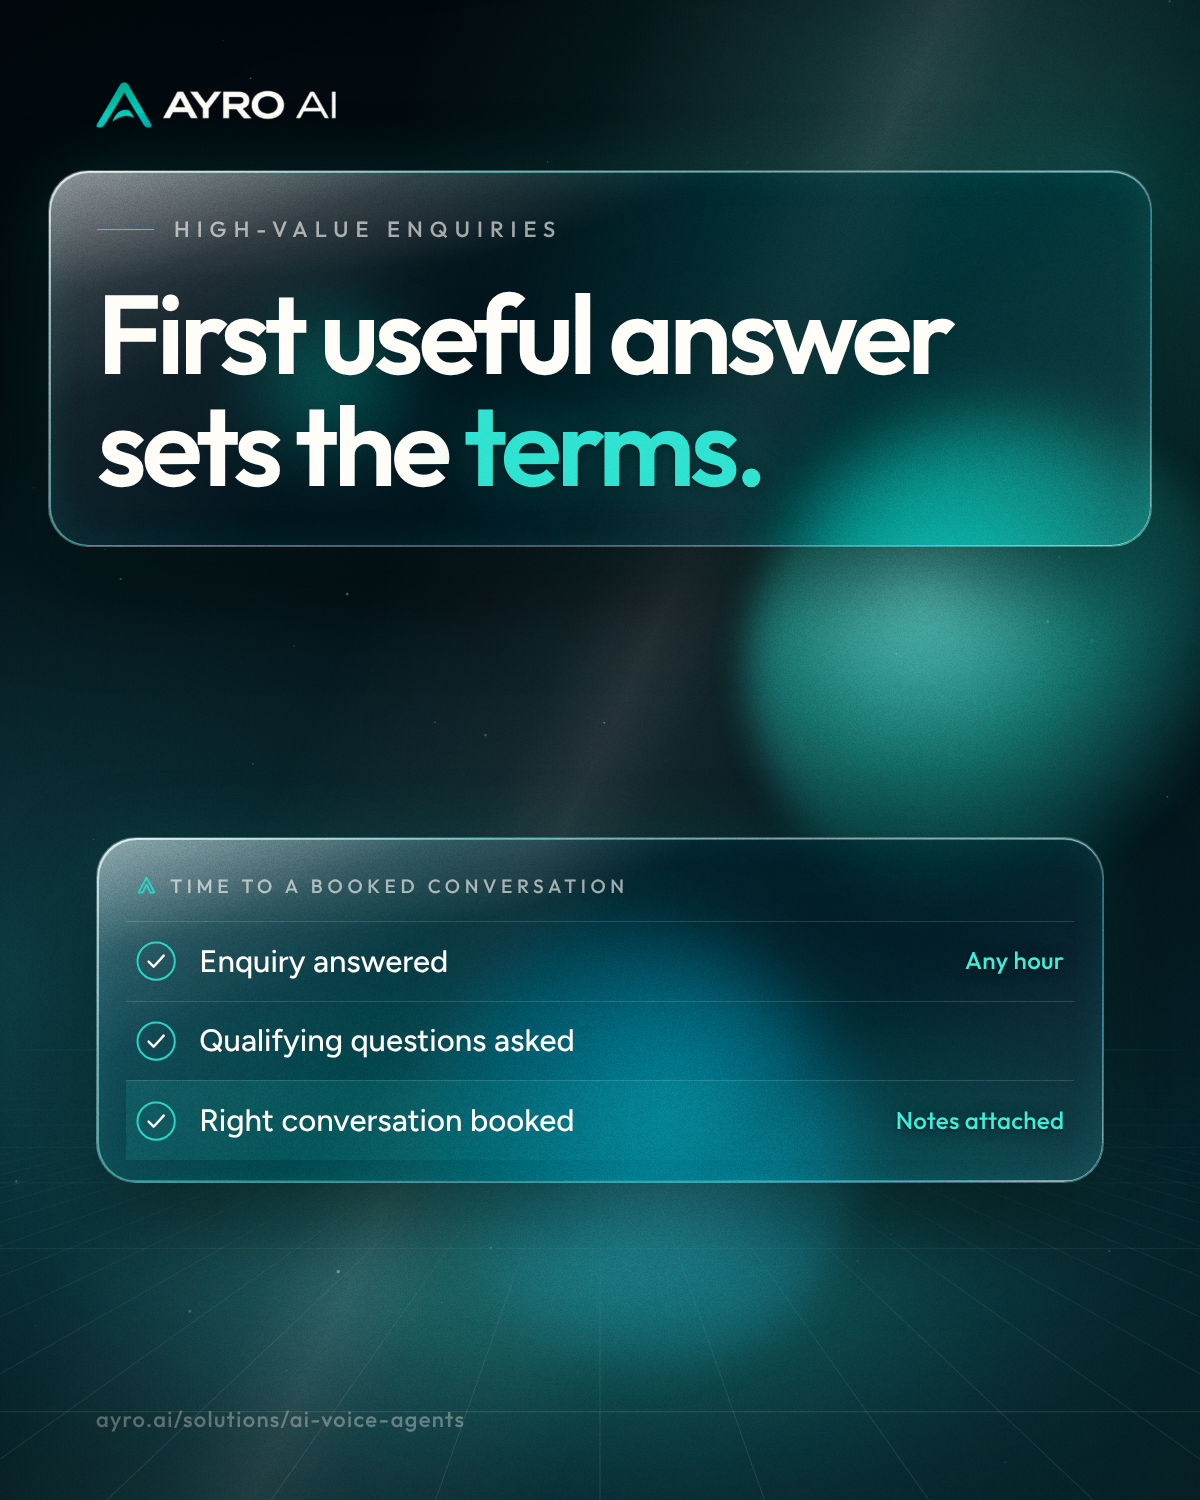 AYRO AI
HIGH-VALUE ENQUIRIES
First useful answer
sets the terms.
TIME TO A BOOKED CONVERSATION
Enquiry answered
Any hour
Qualifying questions asked
Right conversation booked
Notes attached
ayro.ai/solutions/ai-voice-agents